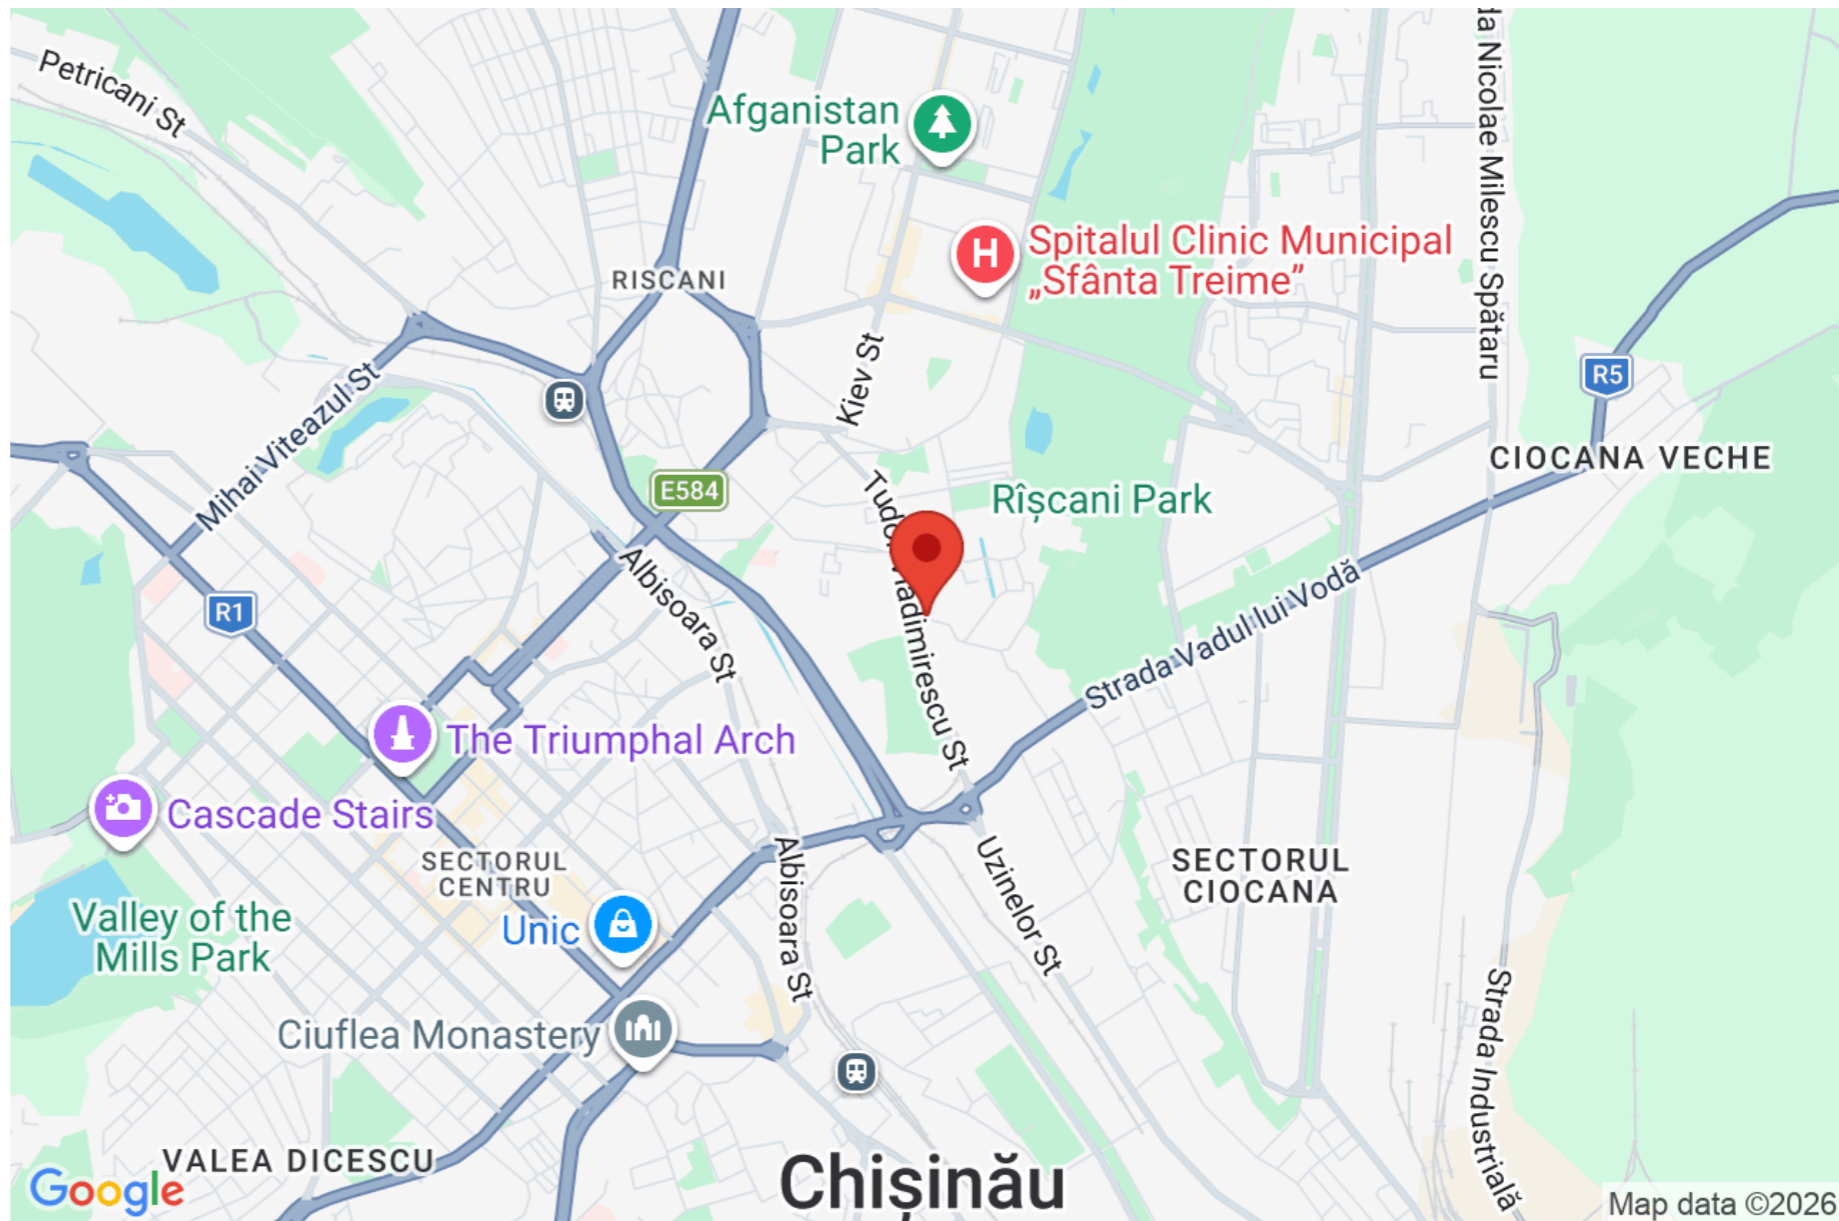 Petricani St
Afganistan
Park
da Nicolae Milescu Spătaru
H
Spitalul Clinic Municipal
„Sfânta Treime”
RISCANI
Kiev St
Mihai Viteazul St
R5
CIOCANA VECHE
E584
Rîșcani Park
Tudor Vladimirescu St
Albisoara St
R1
Strada Vadul lui Vodă
The Triumphal Arch
Cascade Stairs
SECTORUL
CENTRU
Albisoara St
Uzinelor St
SECTORUL
CIOCANA
Valley of the
Mills Park
Unic
Ciuflea Monastery
Strada Industrială
VALEA DICESCU
Chișinău
Google
Map data ©2026